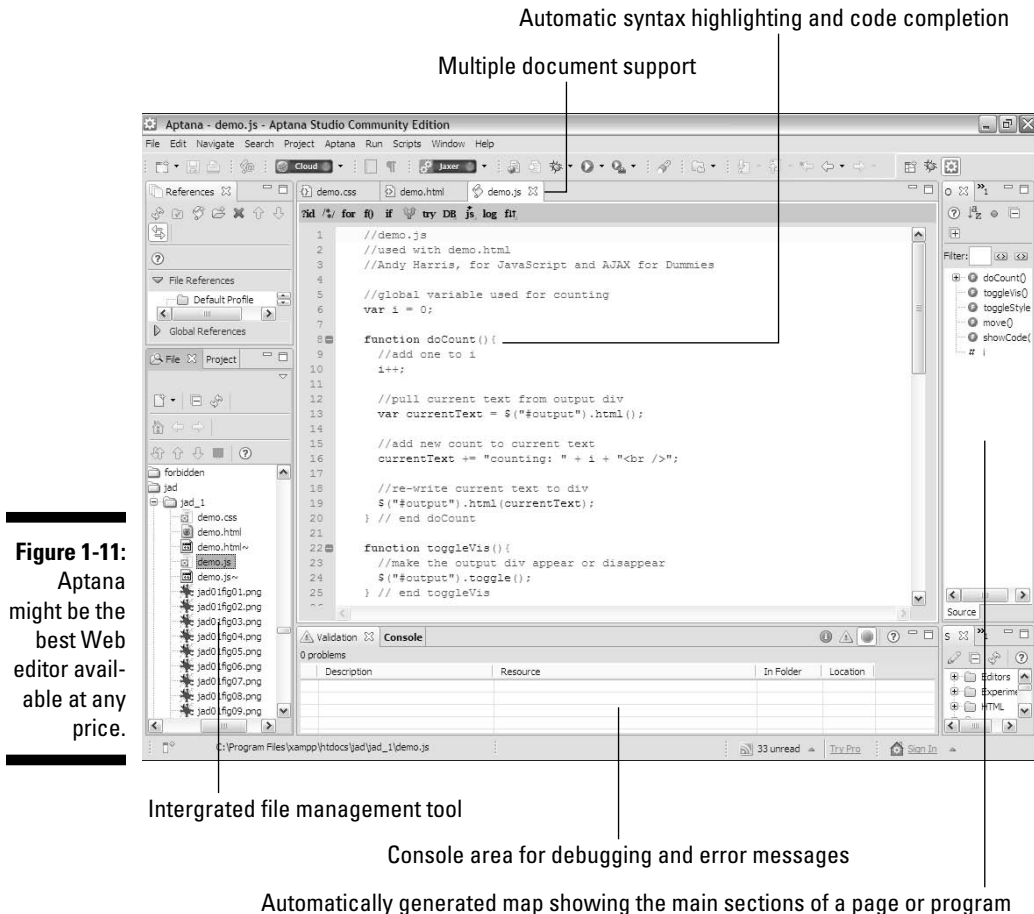 Automatic syntax highlighting and code completion
Multiple document support
Aptana - demo.js - Aptana Studio Community Edition
File Edit Navigate Search Project Aptana Run Scripts Window Help
Cloud Jaxer
References
demo.css demo.html demo.js
?id /*/ for f() if try DB js log fit
File References
Default Profile
Global References
File Project
forbidden
jad
jad_1
demo.css
demo.html
demo.html~
demo.js
demo.js~
jad01fig01.png
jad01fig02.png
jad01fig03.png
jad01fig04.png
jad01fig05.png
jad01fig06.png
jad01fig07.png
jad01fig08.png
jad01fig09.png
1 //demo.js
2 //used with demo.html
3 //Andy Harris, for JavaScript and AJAX for Dummies
4
5 //global variable used for counting
6 var i = 0;
7
8 function doCount(){
9 //add one to i
10 i++;
11
12 //pull current text from output div
13 var currentText = $("#output").html();
14
15 //add new count to current text
16 currentText += "counting: " + i + "<br />";
17
18 //re-write current text to div
19 $("#output").html(currentText);
20 } // end doCount
21
22 function toggleVis(){
23 //make the output div appear or disappear
24 $("#output").toggle();
25 } // end toggleVis
O
Filter:
doCount()
toggleVis()
toggleStyle
move()
showCode(
# i
Source
Validation Console
0 problems
Description Resource In Folder Location
S
Editors
Experime
HTML
C:\Program Files\xampp\htdocs\jad\jad_1\demo.js
33 unread Try Pro Sign In
Figure 1-11:
Aptana
might be the
best Web
editor avail-
able at any
price.
Intergrated file management tool
Console area for debugging and error messages
Automatically generated map showing the main sections of a page or program